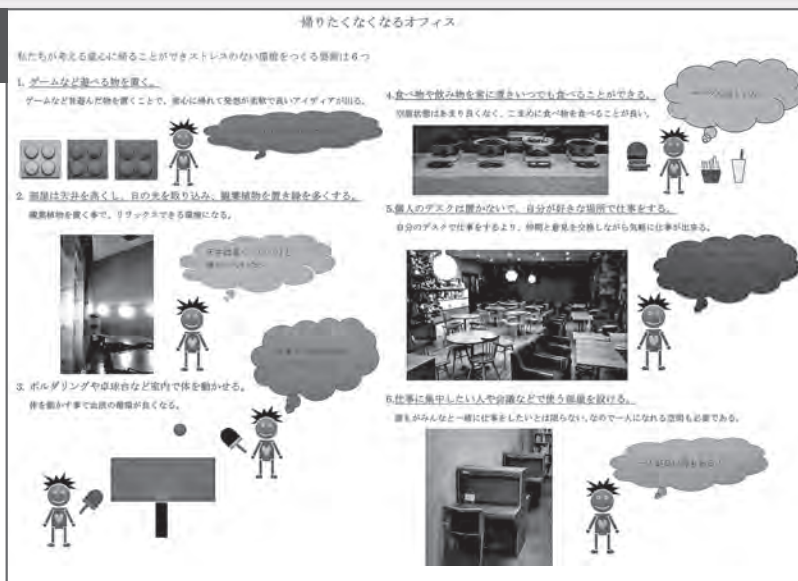 帰りたくなくなるオフィス
私たちが考える童心に帰ることができストレスのない環境をつくる要素は６つ
1. ゲームなど遊べる物を置く。
ゲームなど昔遊んだ物を置くことで、童心に帰れて発想が柔軟で良いアイディアが出る。
2. 部屋は天井を高くし、日の光を取り込み、観葉植物を置き緑を多くする。
観葉植物を置く事で、リラックスできる環境になる。
3. ボルダリングや卓球台など室内で体を動かせる。
体を動かす事で血液の循環が良くなる。
4.食べ物や飲み物を常に置きいつでも食べることができる。
空腹状態はあまり良くなく、こまめに食べ物を食べることが良い。
5.個人のデスクは置かないで、自分が好きな場所で仕事をする。
自分のデスクで仕事をするより、仲間と意見を交換しながら気軽に仕事が出来る。
6.仕事に集中したい人や会議などで使う部屋を設ける。
誰もがみんなと一緒に仕事をしたいとは限らない、なので一人になれる空間も必要である。